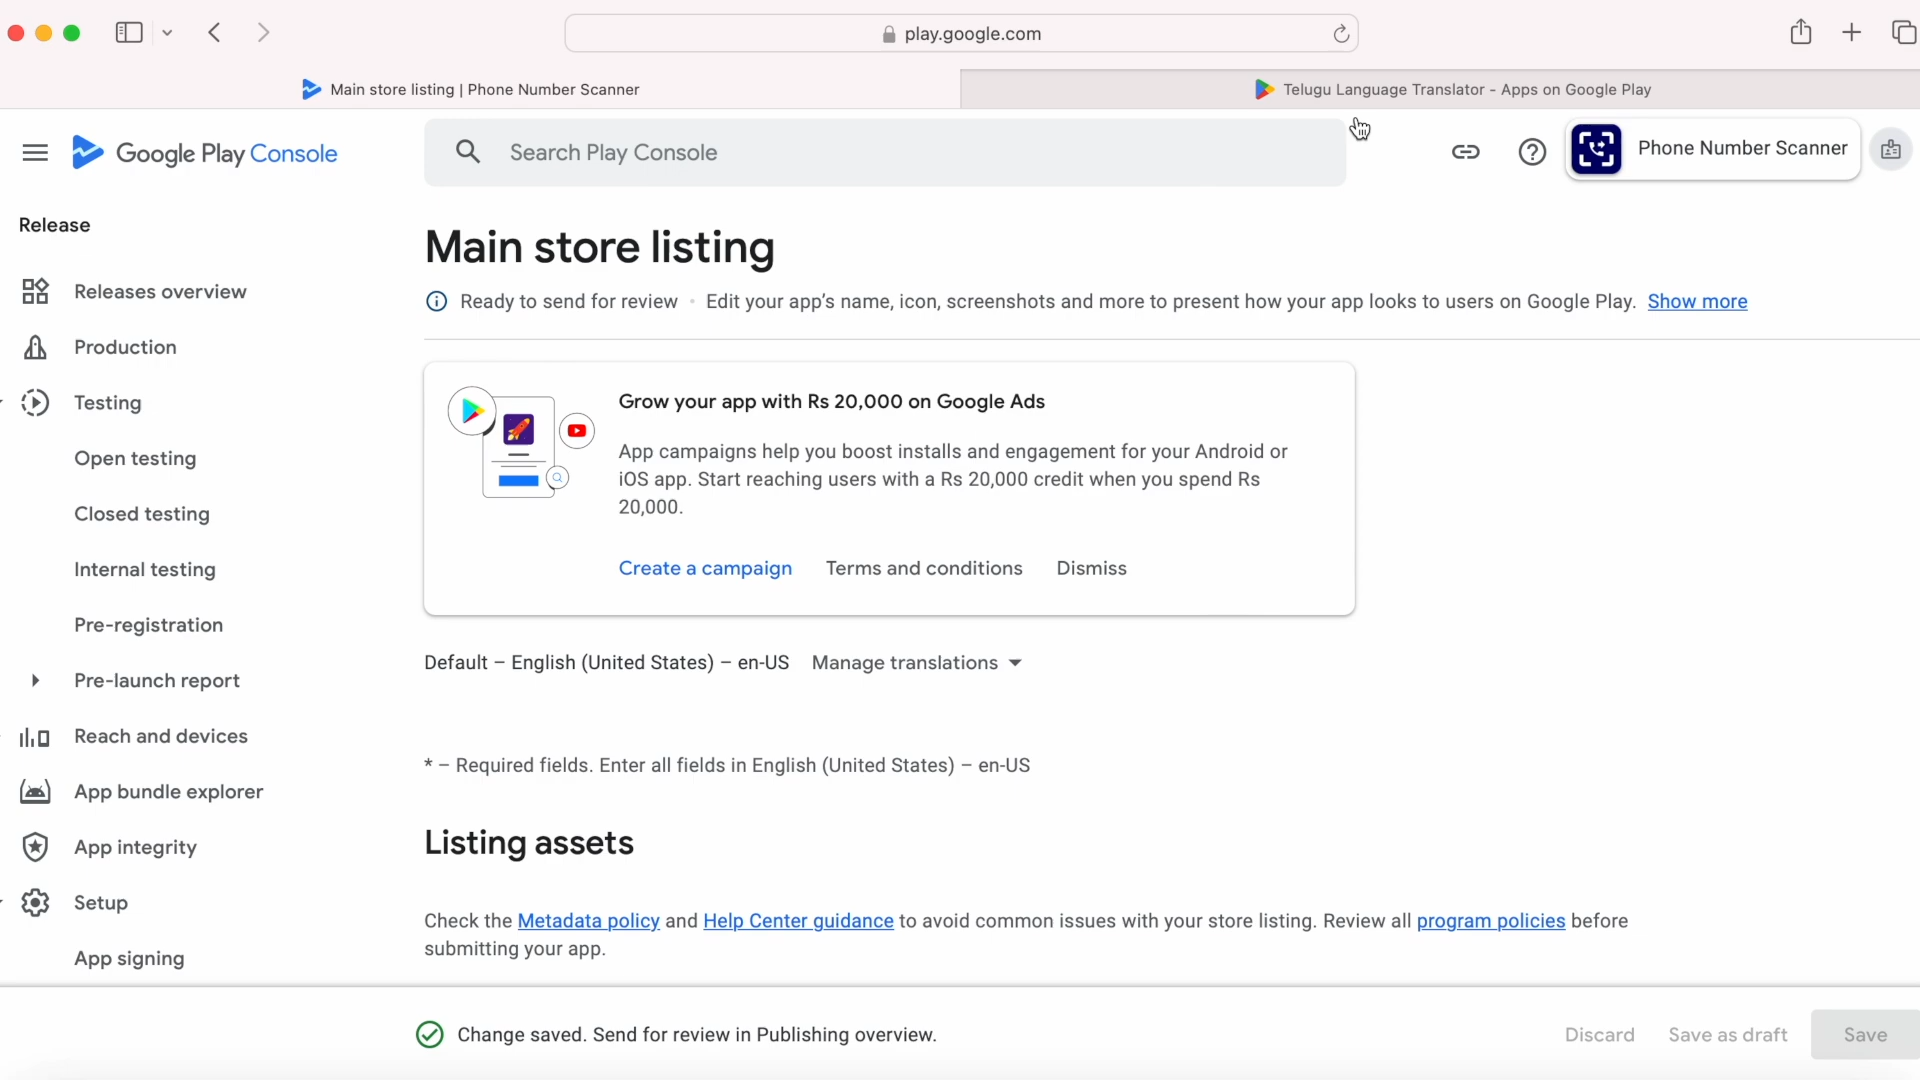 play.google.com
Main store listing | Phone Number Scanner
Telugu Language Translator - Apps on Google Play
Google Play Console
Search Play Console
Phone Number Scanner
Release
Releases overview
Production
Testing
Open testing
Closed testing
Internal testing
Pre-registration
Pre-launch report
Reach and devices
App bundle explorer
App integrity
Setup
App signing
Main store listing
Ready to send for review • Edit your app's name, icon, screenshots and more to present how your app looks to users on Google Play. Show more
Grow your app with Rs 20,000 on Google Ads
App campaigns help you boost installs and engagement for your Android or
iOS app. Start reaching users with a Rs 20,000 credit when you spend Rs
20,000.
Create a campaign Terms and conditions Dismiss
Default – English (United States) – en-US Manage translations
* – Required fields. Enter all fields in English (United States) – en-US
Listing assets
Check the Metadata policy and Help Center guidance to avoid common issues with your store listing. Review all program policies before
submitting your app.
Change saved. Send for review in Publishing overview.
Discard Save as draft Save